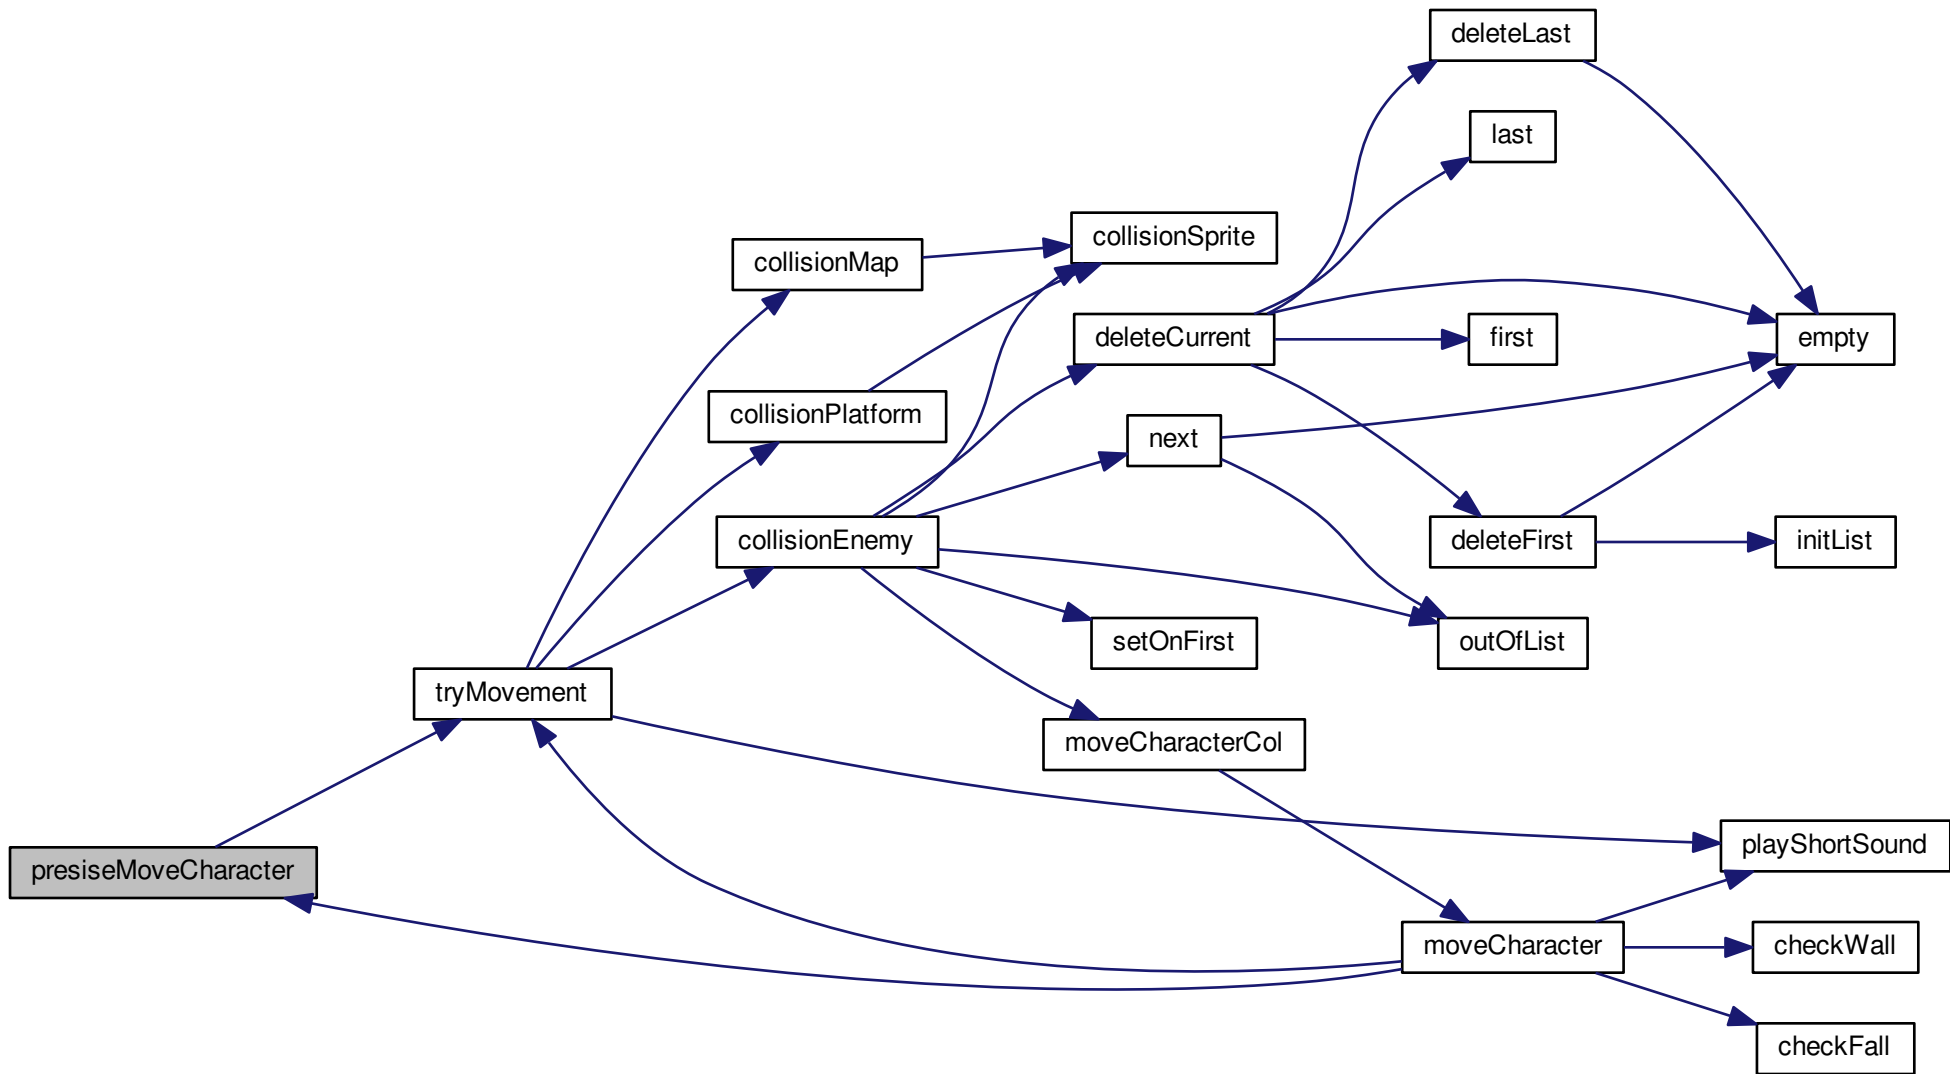 deleteLast
last
collisionSprite
collisionMap
deleteCurrent
first
empty
collisionPlatform
next
collisionEnemy
deleteFirst
initList
setOnFirst
outOfList
tryMovement
moveCharacterCol
playShortSound
presiseMoveCharacter
moveCharacter
checkWall
checkFall